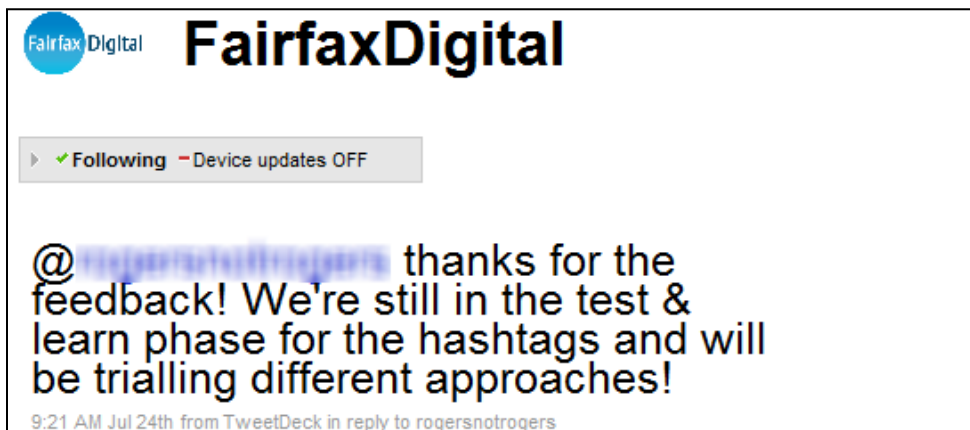 Fairfax Digital FairfaxDigital
Following Device updates OFF
@ thanks for the
feedback! We're still in the test &
learn phase for the hashtags and will
be trialling different approaches!
9:21 AM Jul 24th from TweetDeck in reply to rogersnotrogers